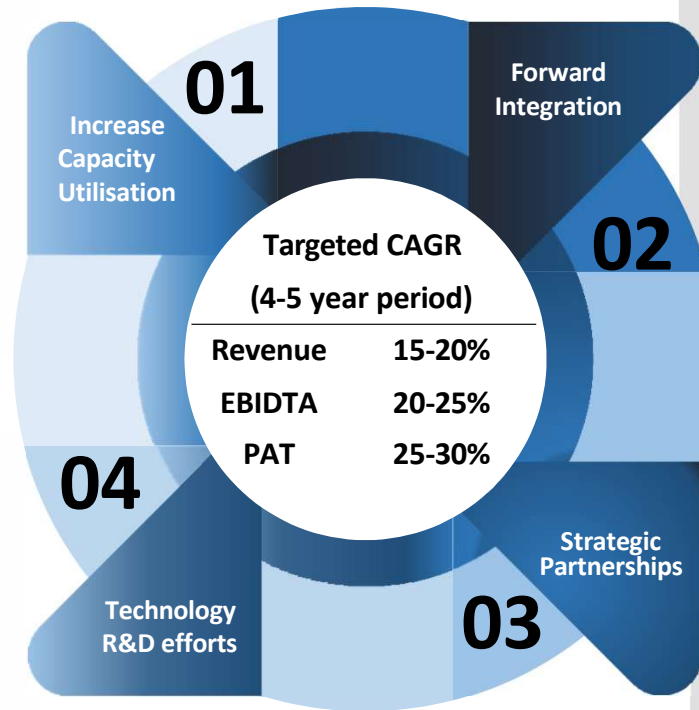 01
Increase
Capacity
Utilisation
Forward
Integration
02
Targeted CAGR
(4-5 year period)
Revenue 15-20%
EBIDTA 20-25%
PAT 25-30%
Strategic
Partnerships
03
04
Technology
R&D efforts